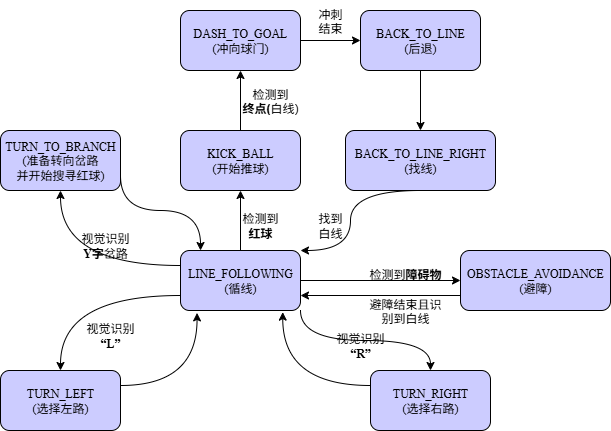 DASH_TO_GOAL
(冲向球门)
冲刺
结束
BACK_TO_LINE
(后退)
检测到
终点(白线)
TURN_TO_BRANCH
(准备转向岔路
并开始搜寻红球)
KICK_BALL
(开始推球)
BACK_TO_LINE_RIGHT
(找线)
视觉识别
Y字岔路
检测到
红球
找到
白线
LINE_FOLLOWING
(循线)
检测到障碍物
OBSTACLE_AVOIDANCE
(避障)
避障结束且识
别到白线
视觉识别
“L”
视觉识别
“R”
TURN_LEFT
(选择左路)
TURN_RIGHT
(选择右路)